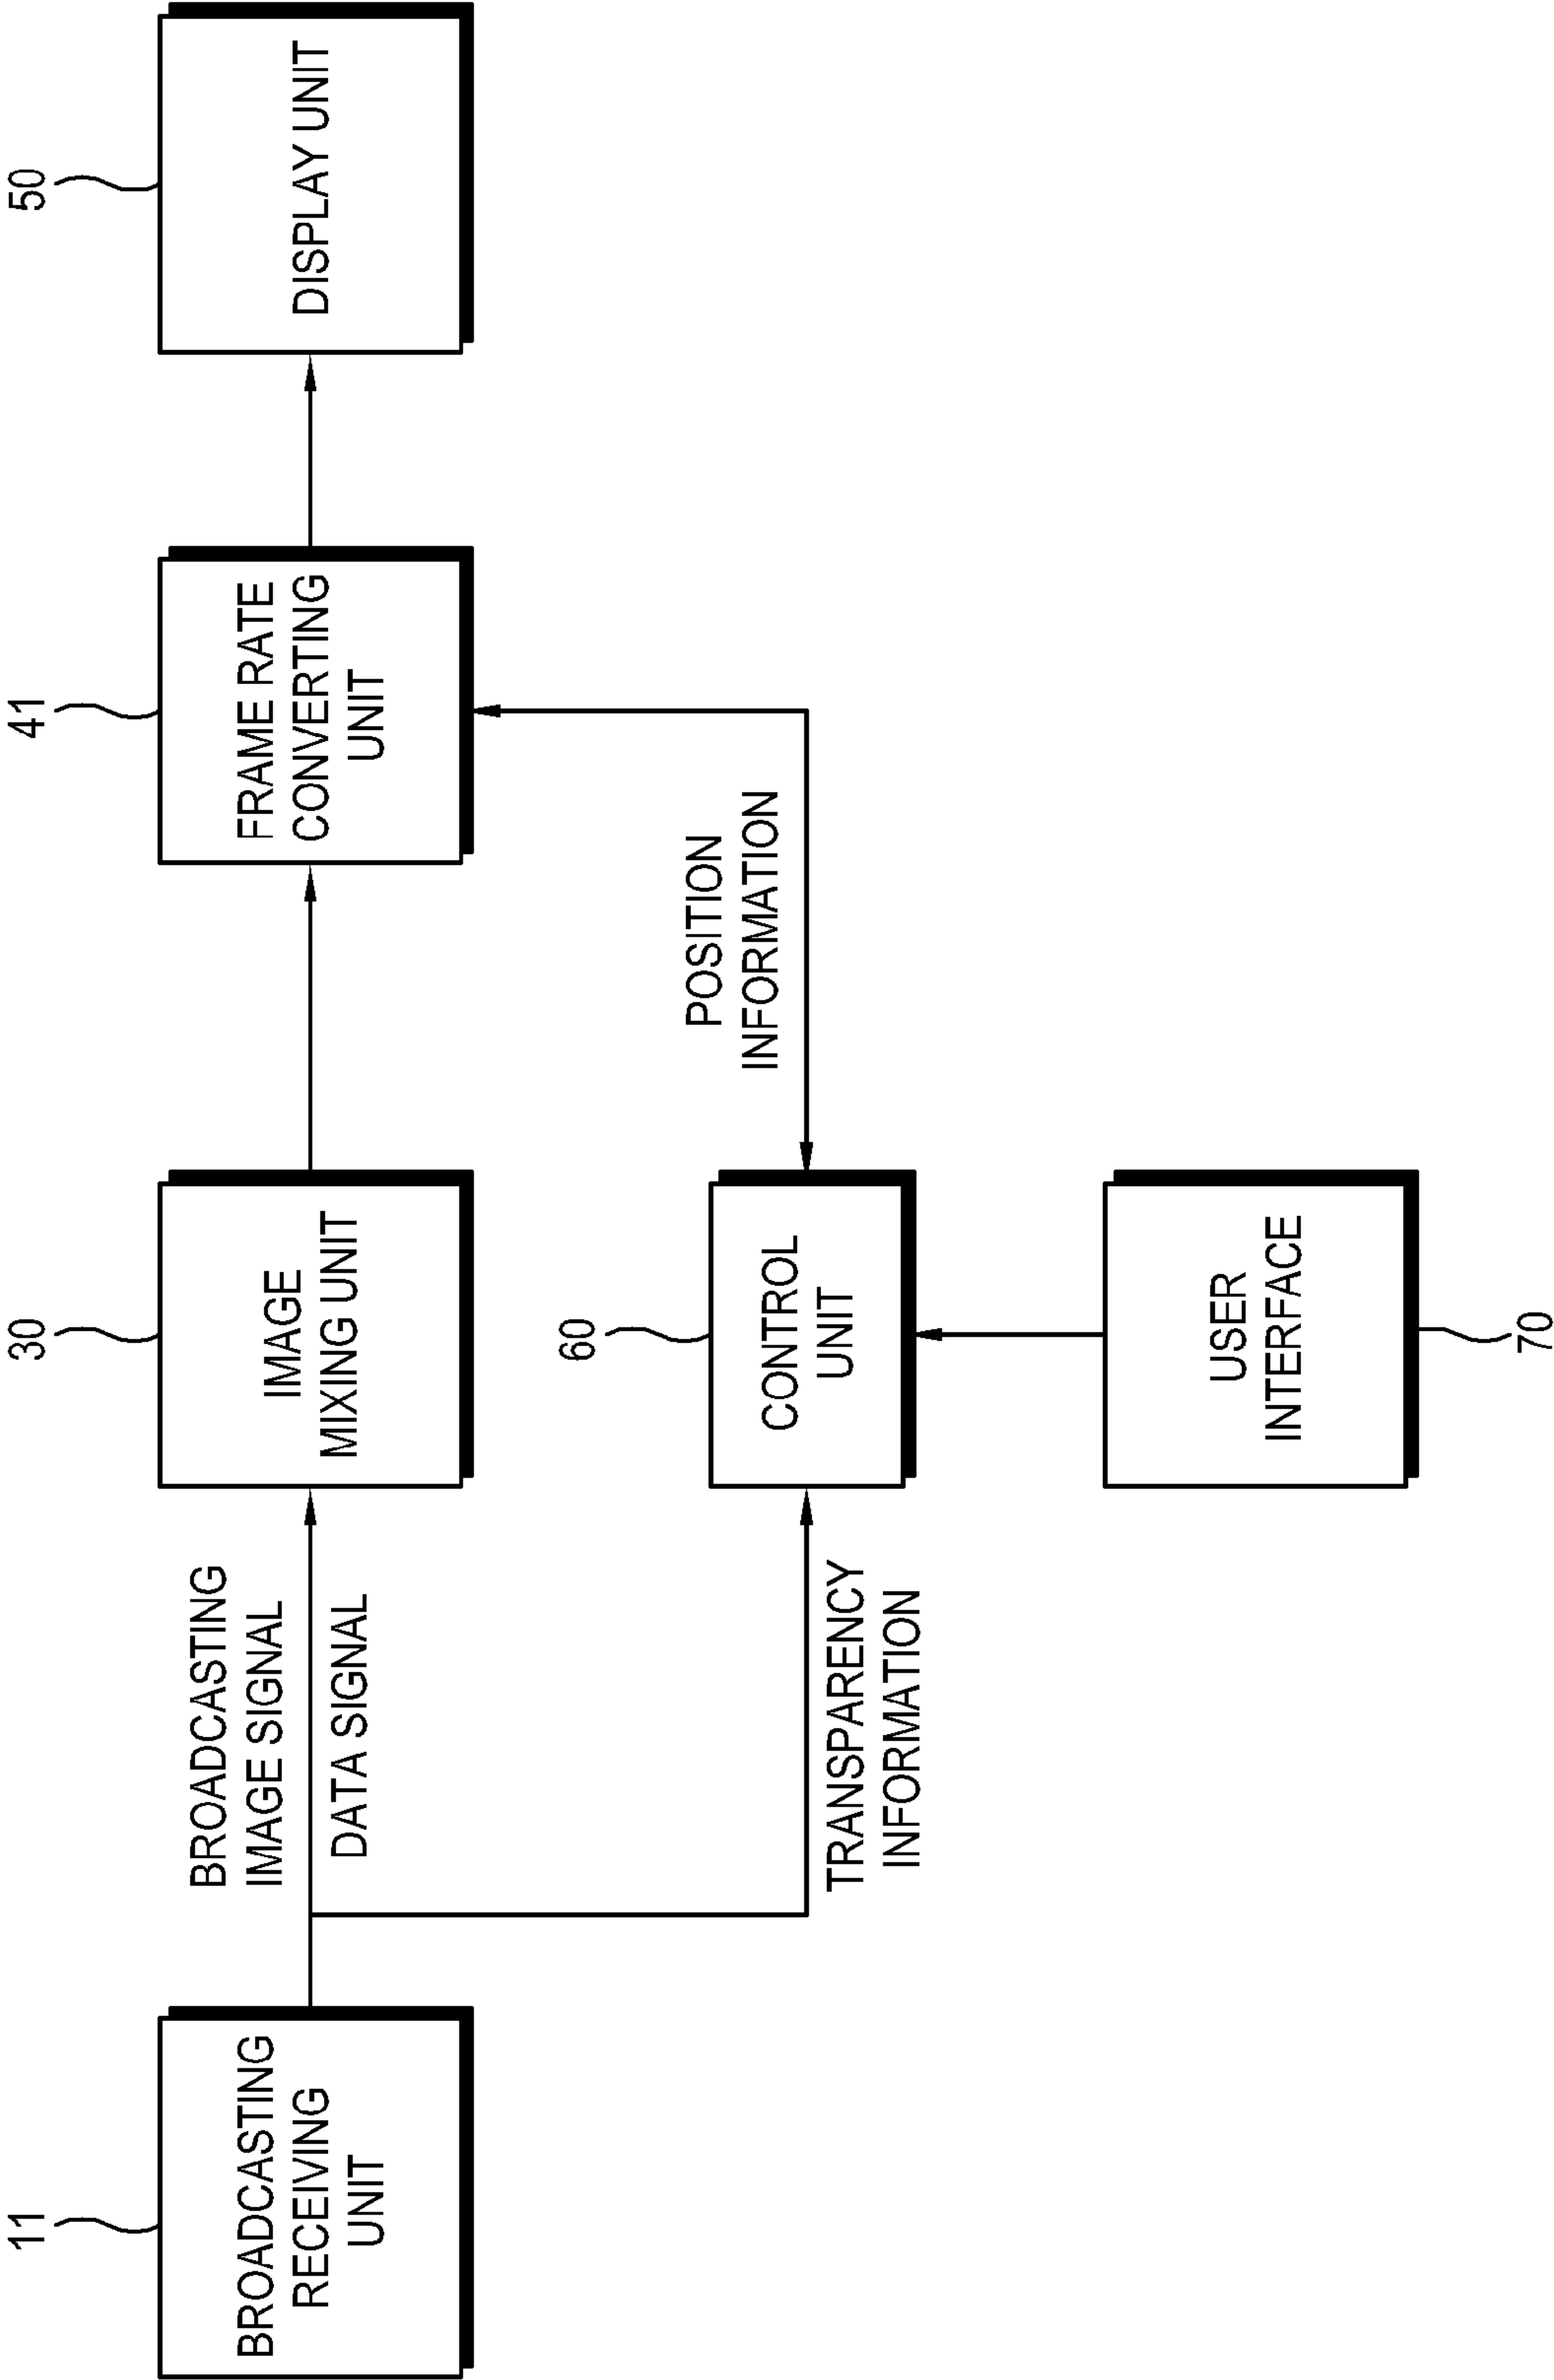 11
BROADCASTING
RECEIVING
UNIT
BROADCASTING
IMAGE SIGNAL
DATA SIGNAL
30
IMAGE
MIXING UNIT
41
FRAME RATE
CONVERTING
UNIT
50
DISPLAY UNIT
TRANSPARENCY
INFORMATION
60
CONTROL
UNIT
POSITION
INFORMATION
USER
INTERFACE
70